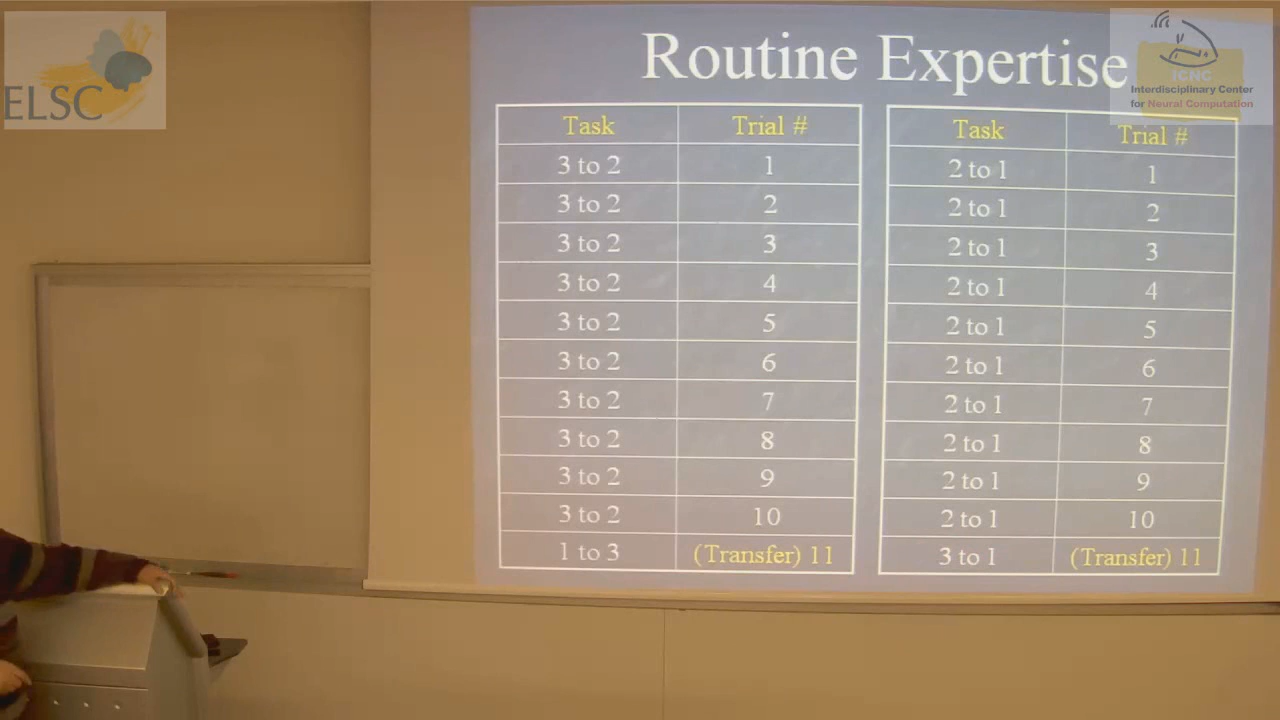 ELSC
ICNC
Interdisciplinary Center
for Neural Computation
Routine Expertise
Task Trial #
3 to 2 1
3 to 2 2
3 to 2 3
3 to 2 4
3 to 2 5
3 to 2 6
3 to 2 7
3 to 2 8
3 to 2 9
3 to 2 10
1 to 3 (Transfer) 11
Task Trial #
2 to 1 1
2 to 1 2
2 to 1 3
2 to 1 4
2 to 1 5
2 to 1 6
2 to 1 7
2 to 1 8
2 to 1 9
2 to 1 10
3 to 1 (Transfer) 11